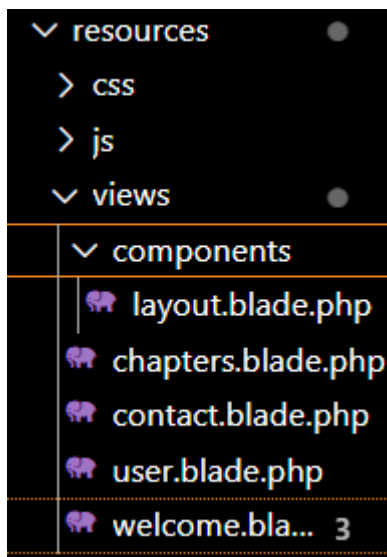 resources
css
js
views
components
layout.blade.php
chapters.blade.php
contact.blade.php
user.blade.php
welcome.bla... 3